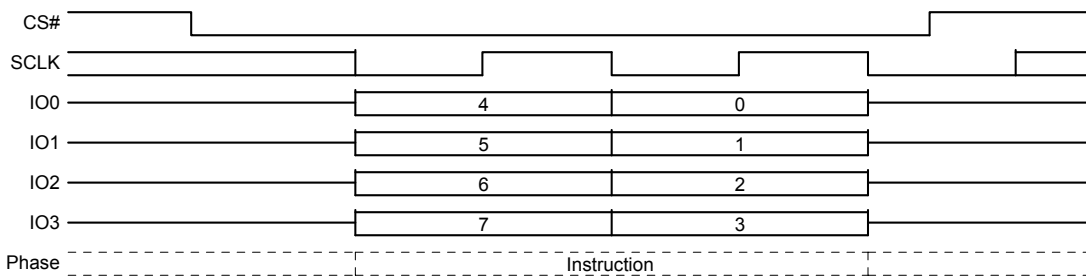 CS#
SCLK
IO0 4 0
IO1 5 1
IO2 6 2
IO3 7 3
Phase Instruction